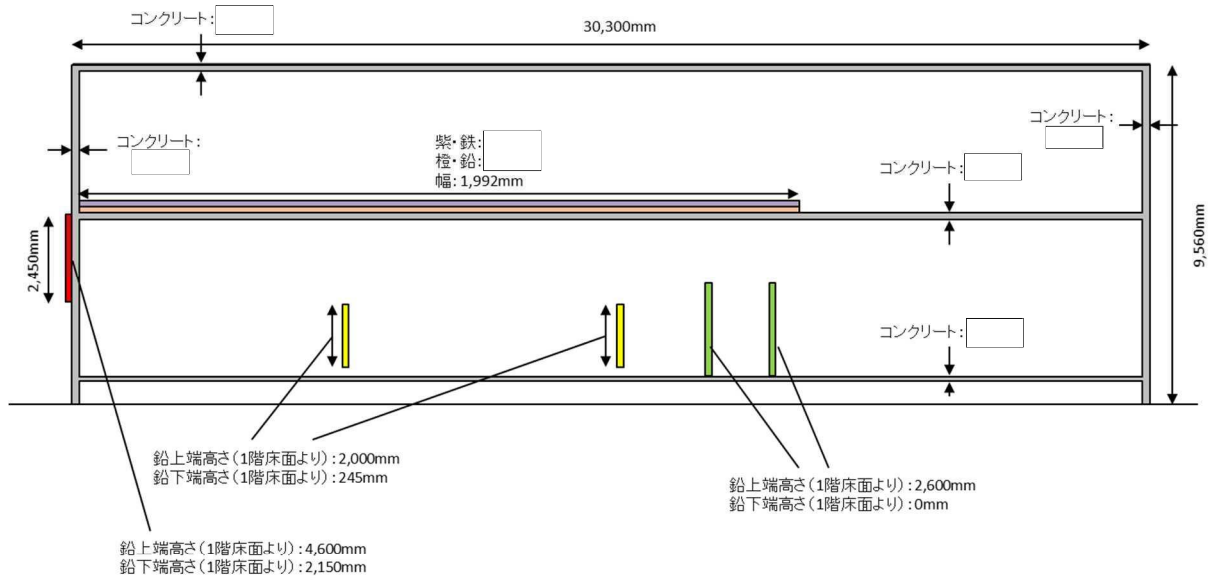 コンクリート:
30,300mm
コンクリート:
紫・鉄:
橙・鉛:
幅: 1,992mm
コンクリート:
コンクリート:
2,450mm
9,560mm
コンクリート:
鉛上端高さ(1階床面より):2,000mm
鉛下端高さ(1階床面より):245mm
鉛上端高さ(1階床面より):2,600mm
鉛下端高さ(1階床面より):0mm
鉛上端高さ(1階床面より):4,600mm
鉛下端高さ(1階床面より):2,150mm